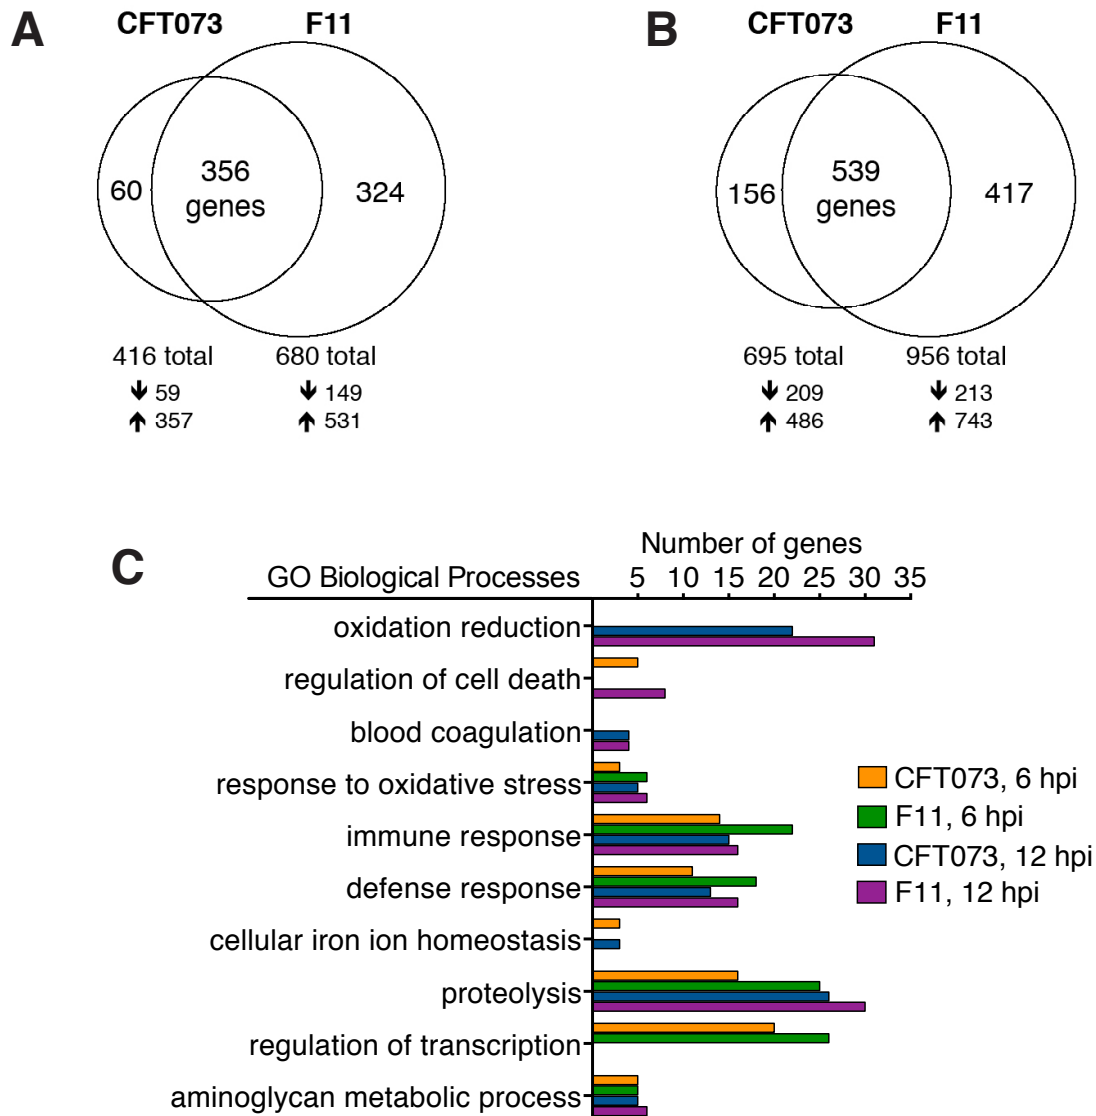 A
CFT073 F11
60
356
genes
324
416 total
↓ 59
↑ 357
680 total
↓ 149
↑ 531
B
CFT073 F11
156
539
genes
417
695 total
↓ 209
↑ 486
956 total
↓ 213
↑ 743
C
Number of genes
GO Biological Processes
5 10 15 20 25 30 35
oxidation reduction
regulation of cell death
blood coagulation
response to oxidative stress
immune response
defense response
cellular iron ion homeostasis
proteolysis
regulation of transcription
aminoglycan metabolic process
CFT073, 6 hpi
F11, 6 hpi
CFT073, 12 hpi
F11, 12 hpi